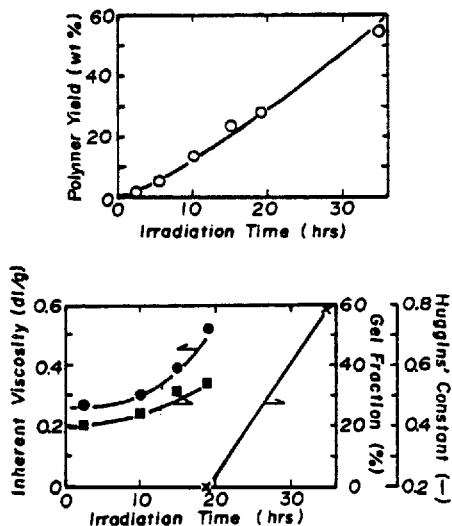 Polymer Yield (wt %)
60
40
20
0
0 10 20 30
Irradiation Time (hrs)
Inherent Viscosity (dl/g)
0.6
0.4
0.2
0
0 10 20 30
Irradiation Time (hrs)
60
40
20
0
Gel Fraction (%)
0.8
0.6
0.4
0.2
Huggins' Constant (—)